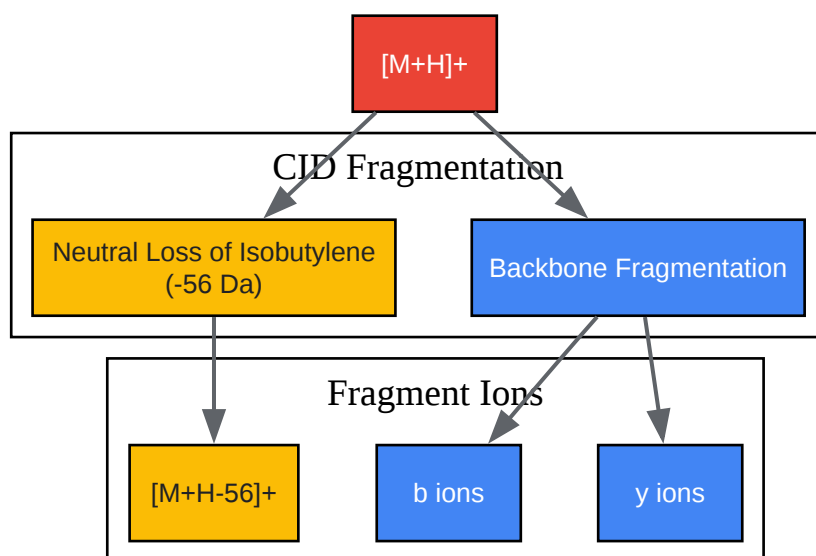 [M+H]+
CID Fragmentation
Neutral Loss of Isobutylene
(-56 Da)
Backbone Fragmentation
Fragment Ions
[M+H-56]+
b ions
y ions